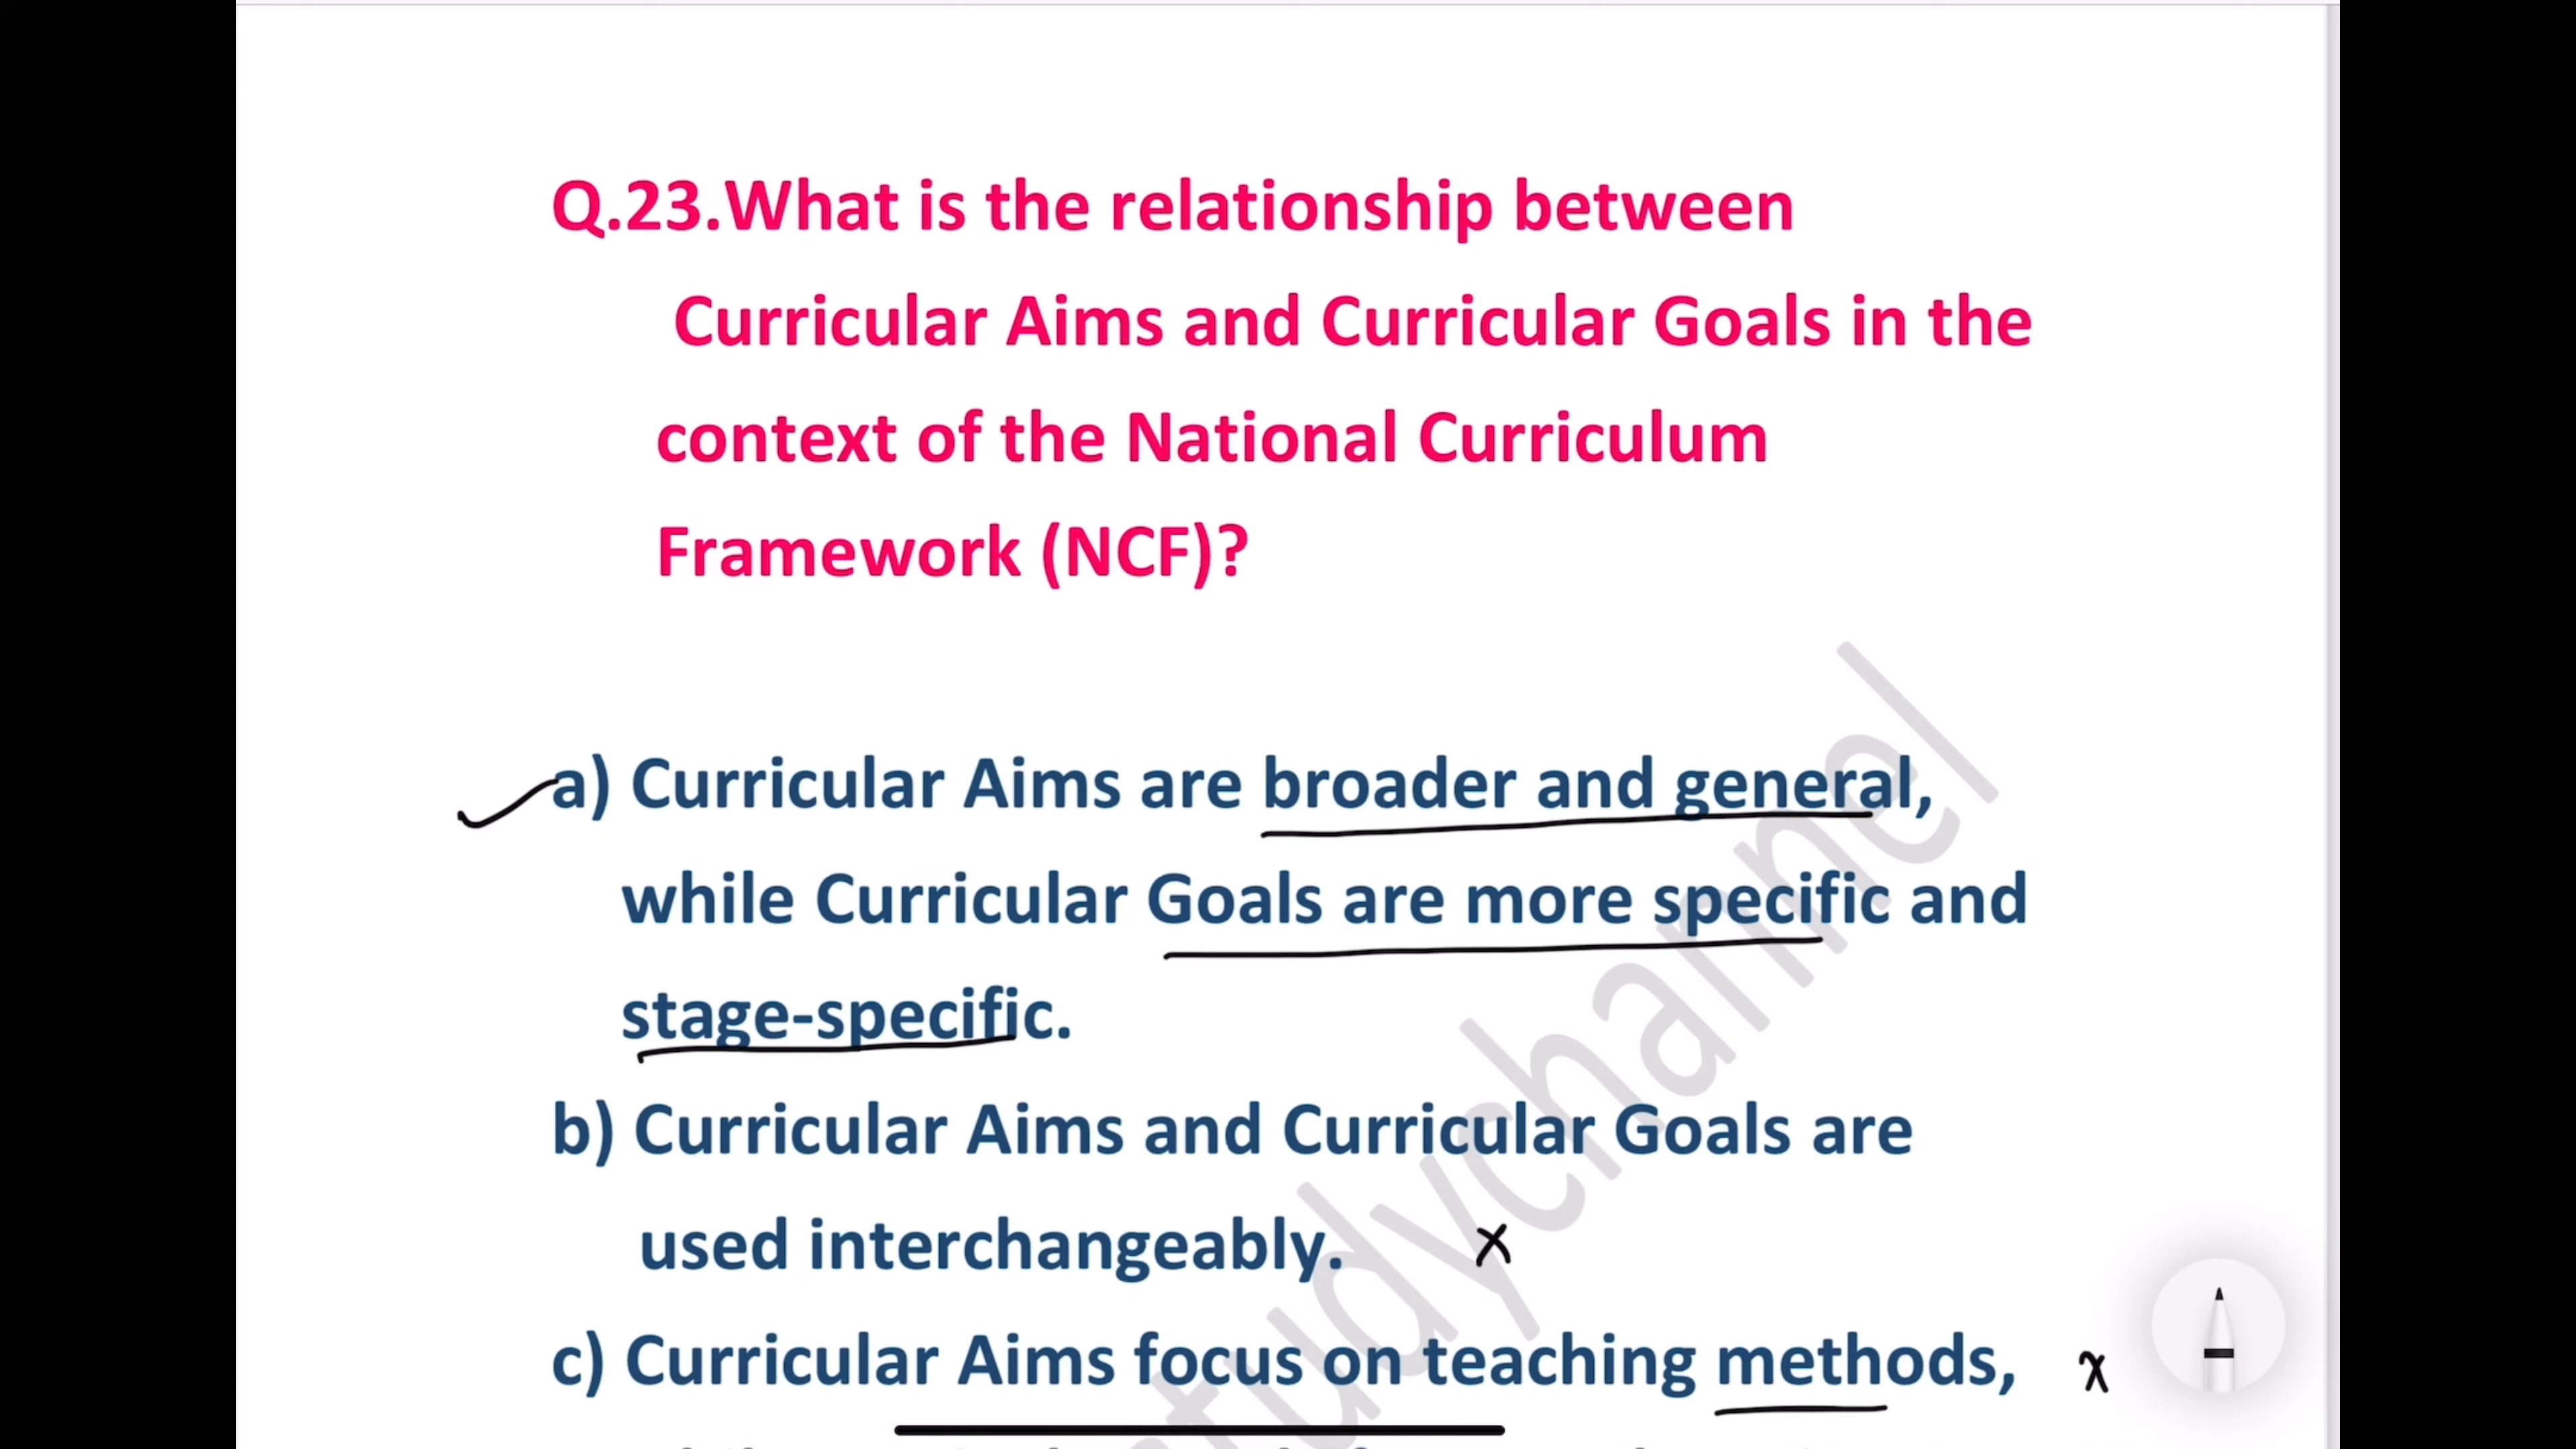 Q.23.What is the relationship between
Curricular Aims and Curricular Goals in the
context of the National Curriculum
Framework (NCF)?
a) Curricular Aims are broader and general,
while Curricular Goals are more specific and
stage-specific.
b) Curricular Aims and Curricular Goals are
used interchangeably.
c) Curricular Aims focus on teaching methods,
studychannel